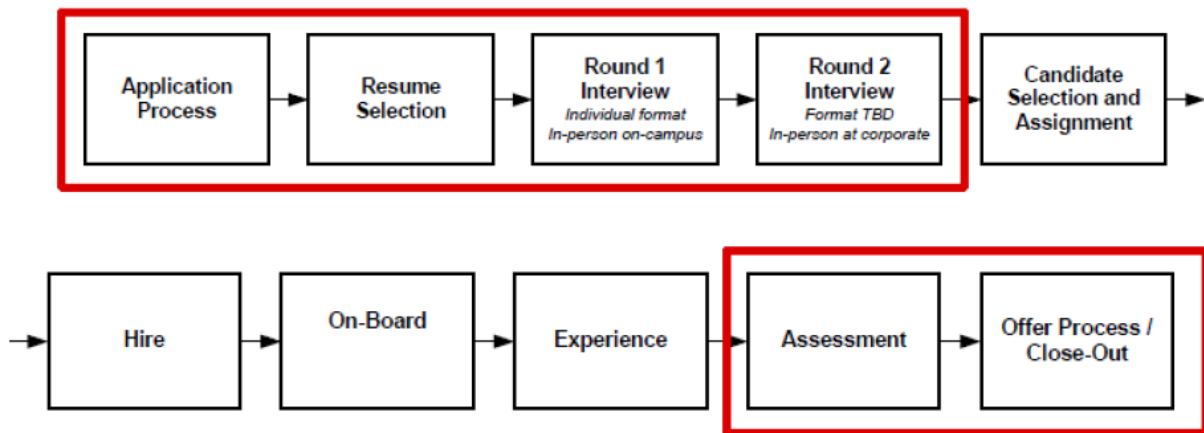 Application
Process
Resume
Selection
Round 1
Interview
Individual format
In-person on-campus
Round 2
Interview
Format TBD
In-person at corporate
Candidate
Selection and
Assignment
Hire
On-Board
Experience
Assessment
Offer Process /
Close-Out